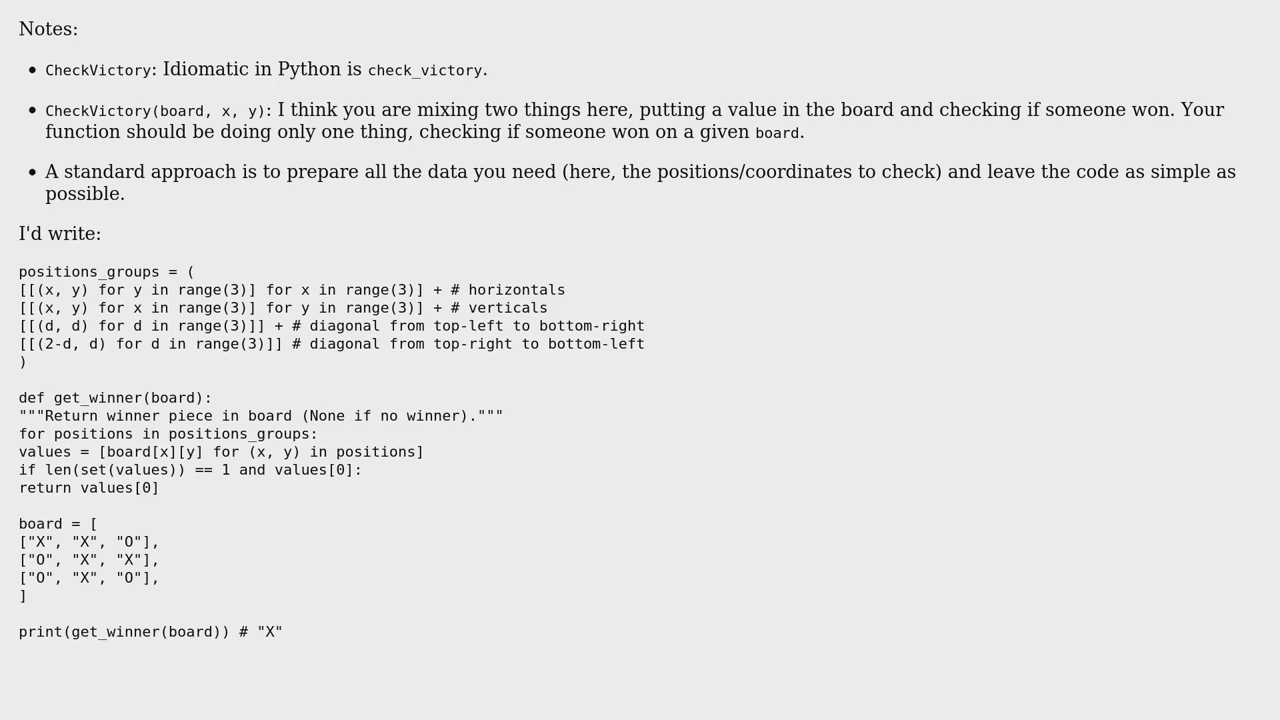 Notes:
CheckVictory: Idiomatic in Python is check_victory.
CheckVictory(board, x, y): I think you are mixing two things here, putting a value in the board and checking if someone won. Your
function should be doing only one thing, checking if someone won on a given board.
A standard approach is to prepare all the data you need (here, the positions/coordinates to check) and leave the code as simple as
possible.
I'd write:
positions_groups = (
[[(x, y) for y in range(3)] for x in range(3)] + # horizontals
[[(x, y) for x in range(3)] for y in range(3)] + # verticals
[[(d, d) for d in range(3)]] + # diagonal from top-left to bottom-right
[[(2-d, d) for d in range(3)]] # diagonal from top-right to bottom-left
)
def get_winner(board):
"""Return winner piece in board (None if no winner)."""
for positions in positions_groups:
values = [board[x][y] for (x, y) in positions]
if len(set(values)) == 1 and values[0]:
return values[0]
board = [
["X", "X", "O"],
["O", "X", "X"],
["O", "X", "O"],
]
print(get_winner(board)) # "X"